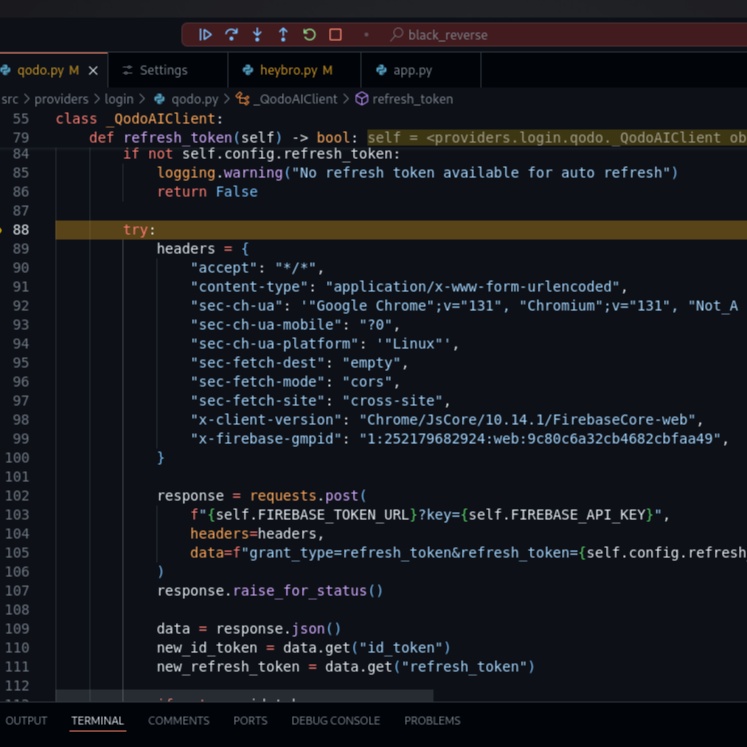 black_reverse
qodo.py M
Settings
heybro.py M
app.py
src > providers > login > qodo.py > _QodoAIClient > refresh_token
55 class _QodoAIClient:
79 def refresh_token(self) -> bool: self = <providers.login.qodo._QodoAIClient ob
84 if not self.config.refresh_token:
85 logging.warning("No refresh token available for auto refresh")
86 return False
87
88 try:
89 headers = {
90 "accept": "*/*",
91 "content-type": "application/x-www-form-urlencoded",
92 "sec-ch-ua": '"Google Chrome";v="131", "Chromium";v="131", "Not_A
93 "sec-ch-ua-mobile": "?0",
94 "sec-ch-ua-platform": '"Linux"',
95 "sec-fetch-dest": "empty",
96 "sec-fetch-mode": "cors",
97 "sec-fetch-site": "cross-site",
98 "x-client-version": "Chrome/JsCore/10.14.1/FirebaseCore-web",
99 "x-firebase-gmpid": "1:252179682924:web:9c80c6a32cb4682cbfaa49",
100 }
101
102 response = requests.post(
103 f"{self.FIREBASE_TOKEN_URL}?key={self.FIREBASE_API_KEY}",
104 headers=headers,
105 data=f"grant_type=refresh_token&refresh_token={self.config.refresh
106 )
107 response.raise_for_status()
108
109 data = response.json()
110 new_id_token = data.get("id_token")
111 new_refresh_token = data.get("refresh_token")
112
OUTPUT
TERMINAL
COMMENTS
PORTS
DEBUG CONSOLE
PROBLEMS